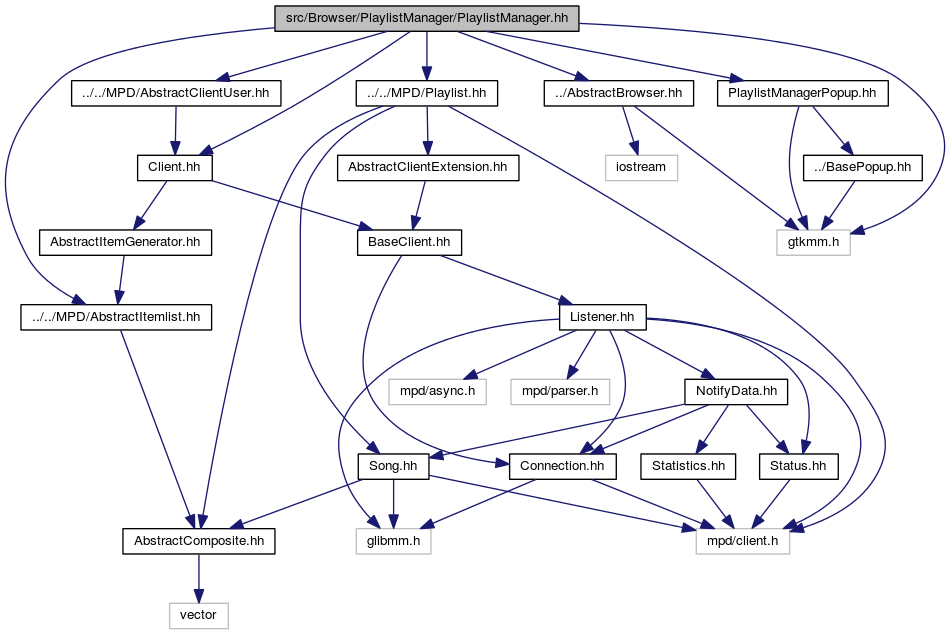 src/Browser/PlaylistManager/PlaylistManager.hh
../../MPD/AbstractClientUser.hh
../../MPD/Playlist.hh
../AbstractBrowser.hh
PlaylistManagerPopup.hh
Client.hh
AbstractClientExtension.hh
iostream
../BasePopup.hh
AbstractItemGenerator.hh
BaseClient.hh
gtkmm.h
../../MPD/AbstractItemlist.hh
Listener.hh
mpd/async.h
mpd/parser.h
NotifyData.hh
Song.hh
Connection.hh
Statistics.hh
Status.hh
AbstractComposite.hh
glibmm.h
mpd/client.h
vector